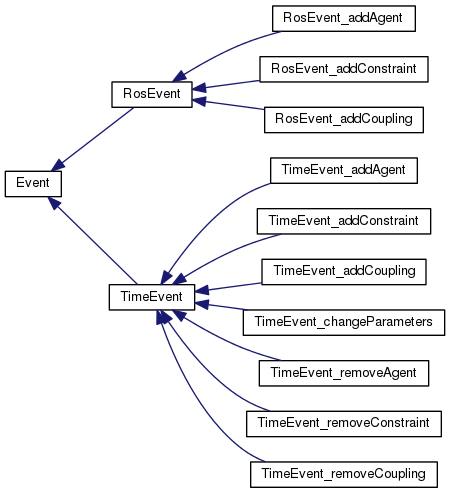 RosEvent_addAgent
RosEvent_addConstraint
RosEvent
RosEvent_addCoupling
TimeEvent_addAgent
Event
TimeEvent_addConstraint
TimeEvent_addCoupling
TimeEvent
TimeEvent_changeParameters
TimeEvent_removeAgent
TimeEvent_removeConstraint
TimeEvent_removeCoupling